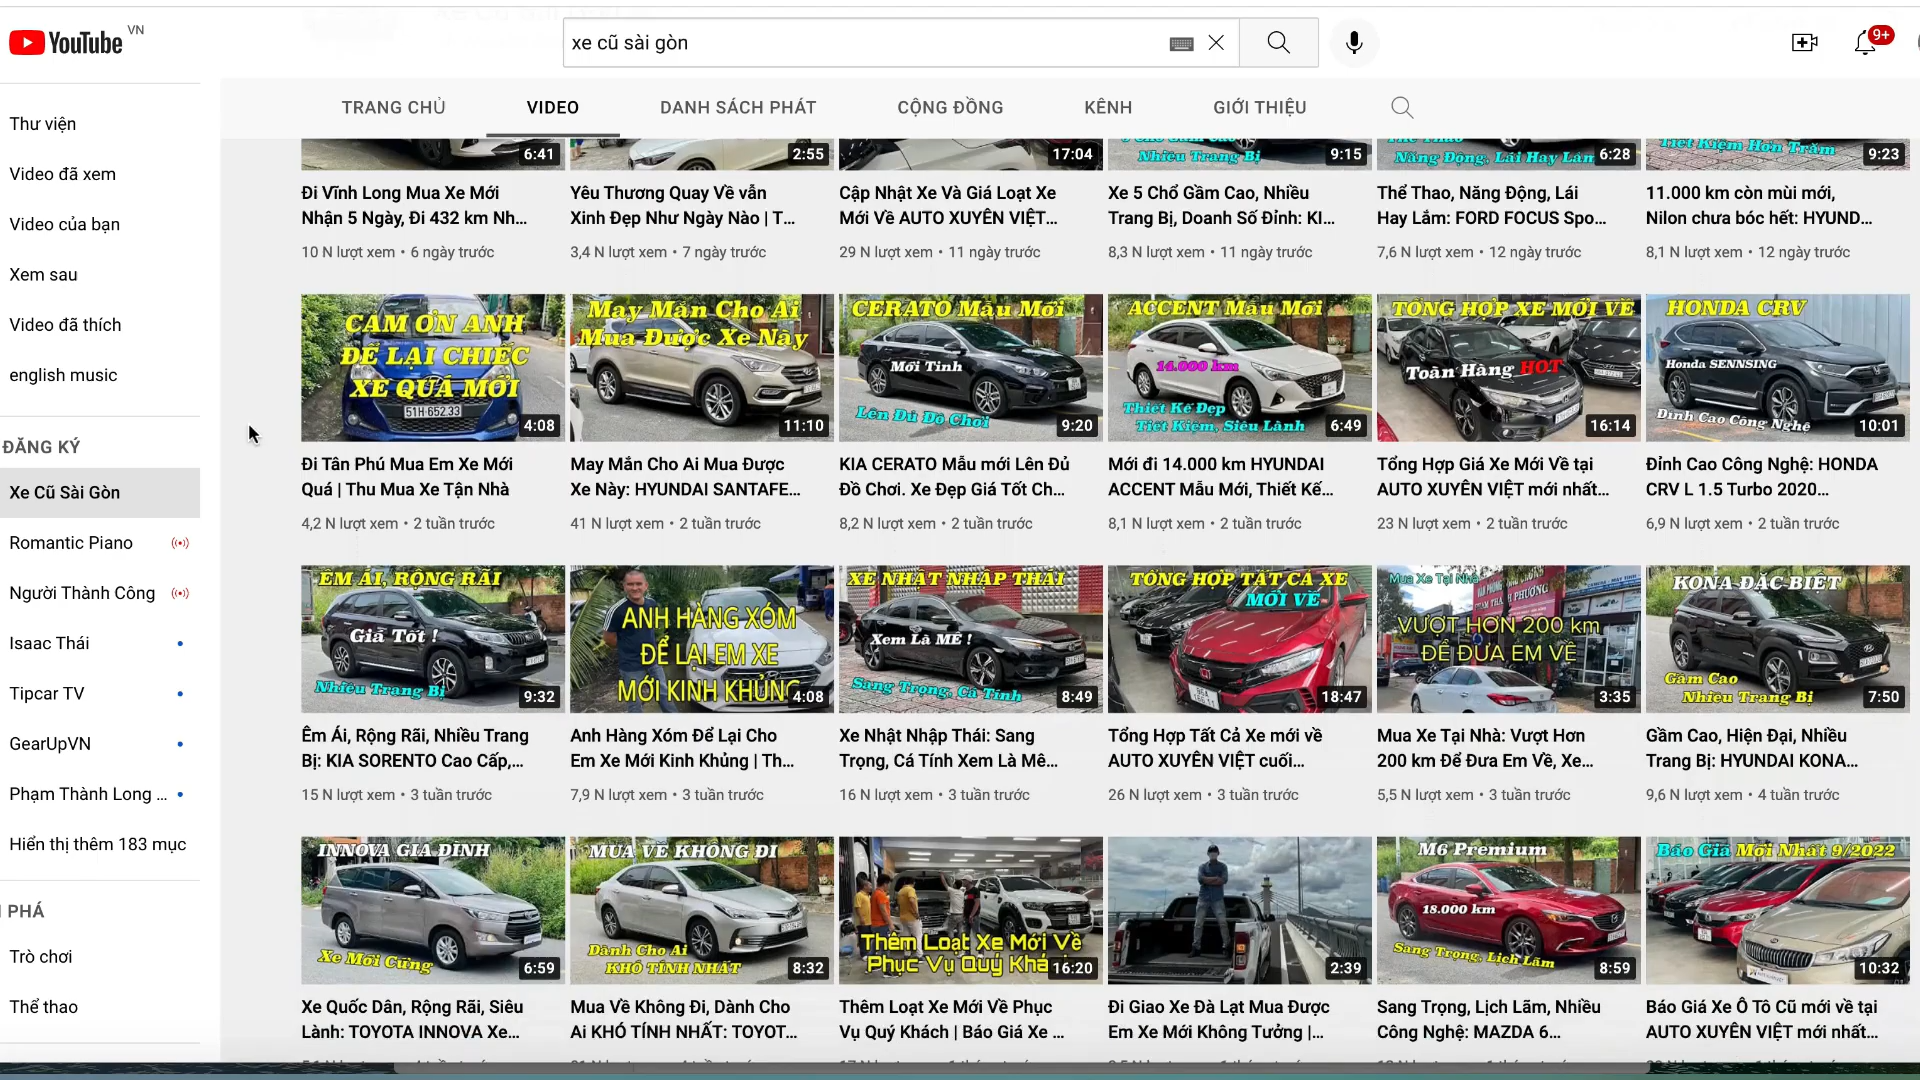 YouTube VN
xe cũ sài gòn
9+
TRANG CHỦ VIDEO DANH SÁCH PHÁT CỘNG ĐỒNG KÊNH GIỚI THIỆU
Thư viện
Video đã xem
Video của bạn
Xem sau
Video đã thích
english music
ĐĂNG KÝ
Xe Cũ Sài Gòn
Romantic Piano
Người Thành Công
Isaac Thái
Tipcar TV
GearUpVN
Phạm Thành Long ...
Hiển thị thêm 183 mục
PHÁ
Trò chơi
Thể thao
6:41
2:55
17:04
Nhiều Trang Bị
9:15
Năng Động, Lái Hay Lắm
6:28
Tiết Kiệm Hơn Trăm
9:23
Đi Vĩnh Long Mua Xe Mới
Nhận 5 Ngày, Đi 432 km Nh...
10 N lượt xem • 6 ngày trước
Yêu Thương Quay Về vẫn
Xinh Đẹp Như Ngày Nào | T...
3,4 N lượt xem • 7 ngày trước
Cập Nhật Xe Và Giá Loạt Xe
Mới Về AUTO XUYÊN VIỆT...
29 N lượt xem • 11 ngày trước
Xe 5 Chổ Gầm Cao, Nhiều
Trang Bị, Doanh Số Đỉnh: KI...
8,3 N lượt xem • 11 ngày trước
Thể Thao, Năng Động, Lái
Hay Lắm: FORD FOCUS Spo...
7,6 N lượt xem • 12 ngày trước
11.000 km còn mùi mới,
Nilon chưa bóc hết: HYUND...
8,1 N lượt xem • 12 ngày trước
CẢM ƠN ANH
ĐỂ LẠI CHIẾC
XE QUÁ MỚI
51H-652.33
4:08
May Mắn Cho Ai
Mua Được Xe Này
11:10
CERATO Mẫu Mới
Mới Tinh
Lên Đủ Đồ Chơi
9:20
ACCENT Mẫu Mới
14.000 km
Thiết Kế Đẹp
Tiết Kiệm, Siêu Lành
6:49
TỔNG HỢP XE MỚI VỀ
Toàn Hàng HOT
16:14
HONDA CRV
Honda SENNSING
Đỉnh Cao Công Nghệ
10:01
Đi Tân Phú Mua Em Xe Mới
Quá | Thu Mua Xe Tận Nhà
4,2 N lượt xem • 2 tuần trước
May Mắn Cho Ai Mua Được
Xe Này: HYUNDAI SANTAFE...
41 N lượt xem • 2 tuần trước
KIA CERATO Mẫu mới Lên Đủ
Đồ Chơi. Xe Đẹp Giá Tốt Ch...
8,2 N lượt xem • 2 tuần trước
Mới đi 14.000 km HYUNDAI
ACCENT Mẫu Mới, Thiết Kế...
8,1 N lượt xem • 2 tuần trước
Tổng Hợp Giá Xe Mới Về tại
AUTO XUYÊN VIỆT mới nhất...
23 N lượt xem • 2 tuần trước
Đỉnh Cao Công Nghệ: HONDA
CRV L 1.5 Turbo 2020...
6,9 N lượt xem • 2 tuần trước
ÊM ÁI, RỘNG RÃI
Giá Tốt !
Nhiều Trang Bị
9:32
ANH HÀNG XÓM
ĐỂ LẠI EM XE
MỚI KINH KHỦNG
4:08
XE NHẬT NHẬP THÁI
Xem Là MÊ !
Sang Trọng, Cá Tính
8:49
TỔNG HỢP TẤT CẢ XE
MỚI VỀ
18:47
Mua Xe Tại Nhà
VƯỢT HƠN 200 km
ĐỂ ĐƯA EM VỀ
3:35
KONA ĐẶC BIỆT
Gầm Cao
Nhiều Trang Bị
7:50
Êm Ái, Rộng Rãi, Nhiều Trang
Bị: KIA SORENTO Cao Cấp,...
15 N lượt xem • 3 tuần trước
Anh Hàng Xóm Để Lại Cho
Em Xe Mới Kinh Khủng | Th...
7,9 N lượt xem • 3 tuần trước
Xe Nhật Nhập Thái: Sang
Trọng, Cá Tính Xem Là Mê...
16 N lượt xem • 3 tuần trước
Tổng Hợp Tất Cả Xe mới về
AUTO XUYÊN VIỆT cuối...
26 N lượt xem • 3 tuần trước
Mua Xe Tại Nhà: Vượt Hơn
200 km Để Đưa Em Về, Xe...
5,5 N lượt xem • 3 tuần trước
Gầm Cao, Hiện Đại, Nhiều
Trang Bị: HYUNDAI KONA...
9,6 N lượt xem • 4 tuần trước
INNOVA GIA ĐÌNH
Xe Mới Cứng
6:59
MUA VỀ KHÔNG ĐI
Dành Cho Ai
KHÓ TÍNH NHẤT
8:32
Thêm Loạt Xe Mới Về
Phục Vụ Quý Khá
16:20
2:39
M6 Premium
18.000 km
Sang Trọng, Lịch Lãm
8:59
Báo Giá Mới Nhất 9/2022
10:32
Xe Quốc Dân, Rộng Rãi, Siêu
Lành: TOYOTA INNOVA Xe...
Mua Về Không Đi, Dành Cho
Ai KHÓ TÍNH NHẤT: TOYOT...
Thêm Loạt Xe Mới Về Phục
Vụ Quý Khách | Báo Giá Xe ...
Đi Giao Xe Đà Lạt Mua Được
Em Xe Mới Không Tưởng |...
Sang Trọng, Lịch Lãm, Nhiều
Công Nghệ: MAZDA 6...
Báo Giá Xe Ô Tô Cũ mới về tại
AUTO XUYÊN VIỆT mới nhất...